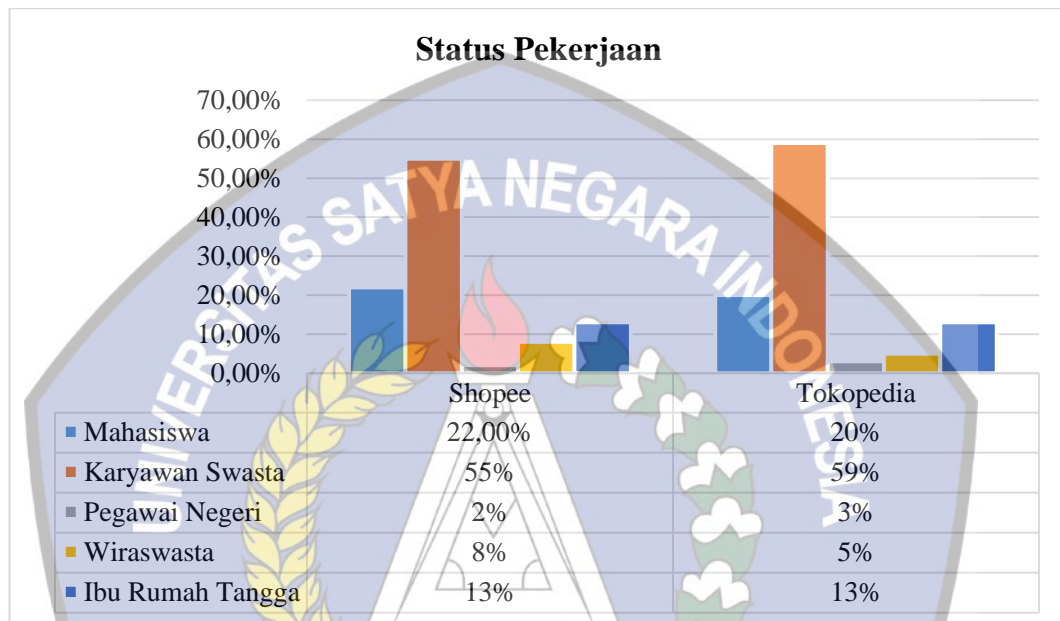 Status Pekerjaan
70,00%
60,00%
50,00%
40,00%
30,00%
20,00%
10,00%
0,00%
Shopee Tokopedia
Mahasiswa 22,00% 20%
Karyawan Swasta 55% 59%
Pegawai Negeri 2% 3%
Wiraswasta 8% 5%
Ibu Rumah Tangga 13% 13%
UNIVERSITAS SATYA NEGARA INDONESIA